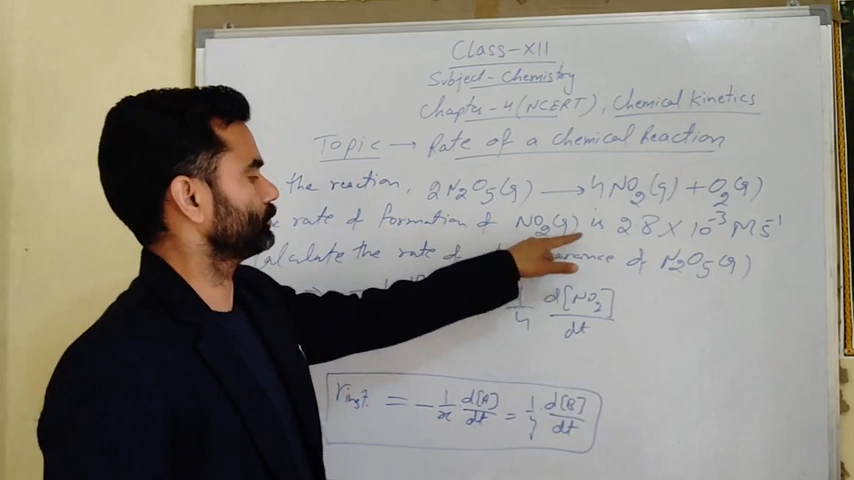 Class-XII
Subject - Chemistry
Chapter-4 (NCERT), Chemical kinetics
Topic → Rate of a Chemical Reaction
the reaction, 2N2O5(g) → 4NO2(g) + O2(g)
rate of formation of NO2(g) is 2.8 × 10⁻³ M s⁻¹
Calculate the rate of of N2O5(g)
1/4 d[NO2]/dt
rinst. = -1/x d[A]/dt = 1/y d[B]/dt